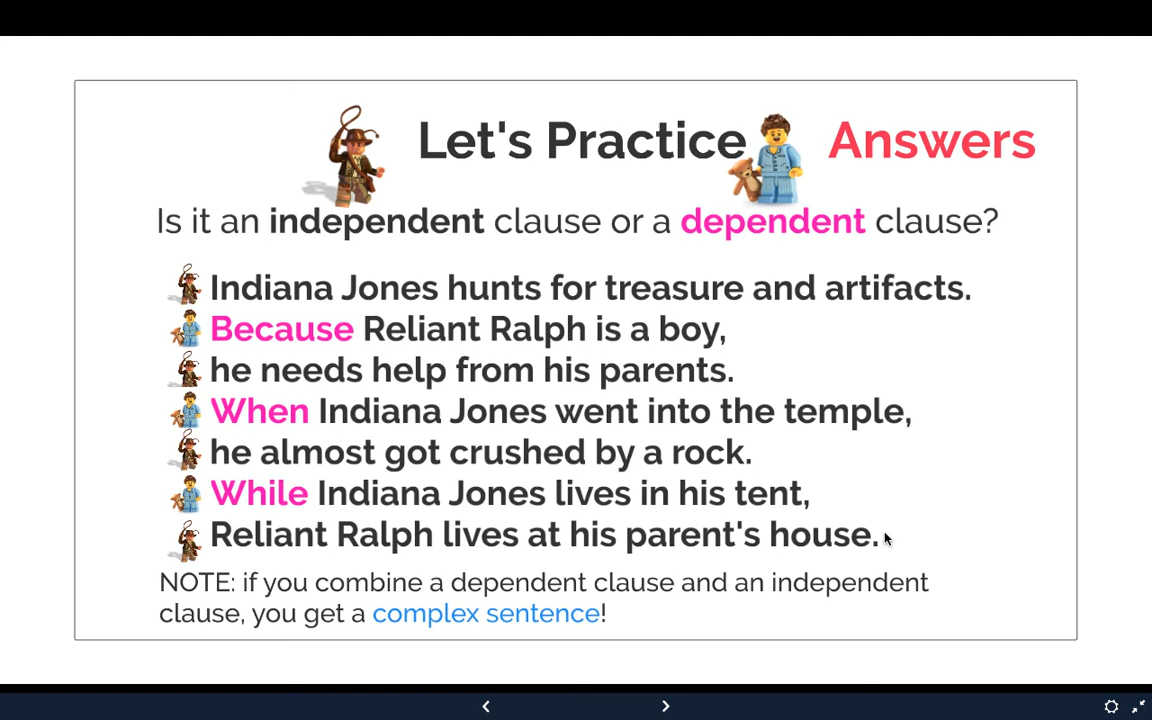 Let's Practice Answers
Is it an independent clause or a dependent clause?
Indiana Jones hunts for treasure and artifacts.
Because Reliant Ralph is a boy,
he needs help from his parents.
When Indiana Jones went into the temple,
he almost got crushed by a rock.
While Indiana Jones lives in his tent,
Reliant Ralph lives at his parent's house.
NOTE: if you combine a dependent clause and an independent
clause, you get a complex sentence!